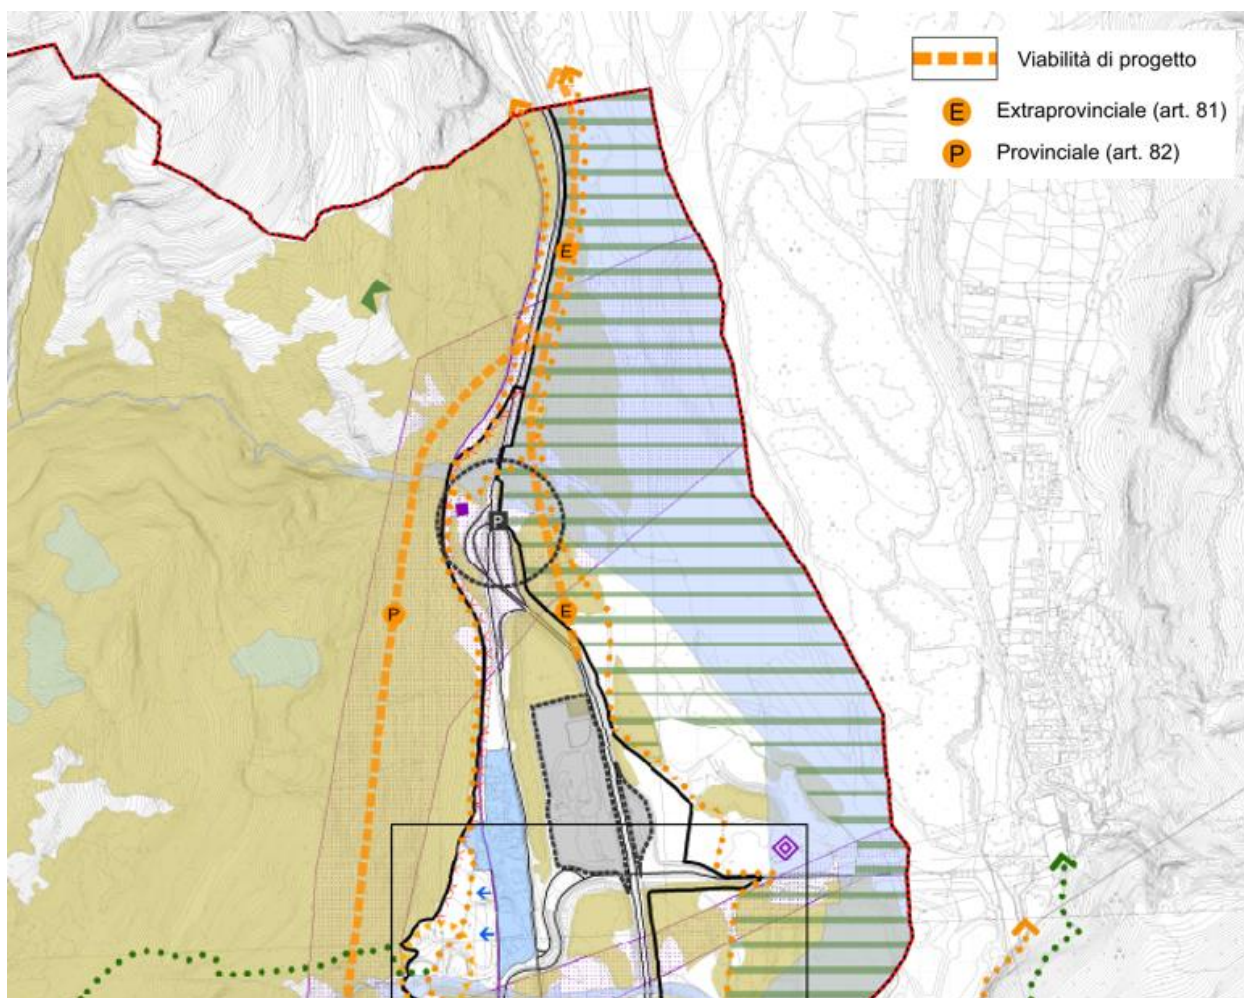 Viabilità di progetto
E Extraprovinciale (art. 81)
P Provinciale (art. 82)
E
P
P
E